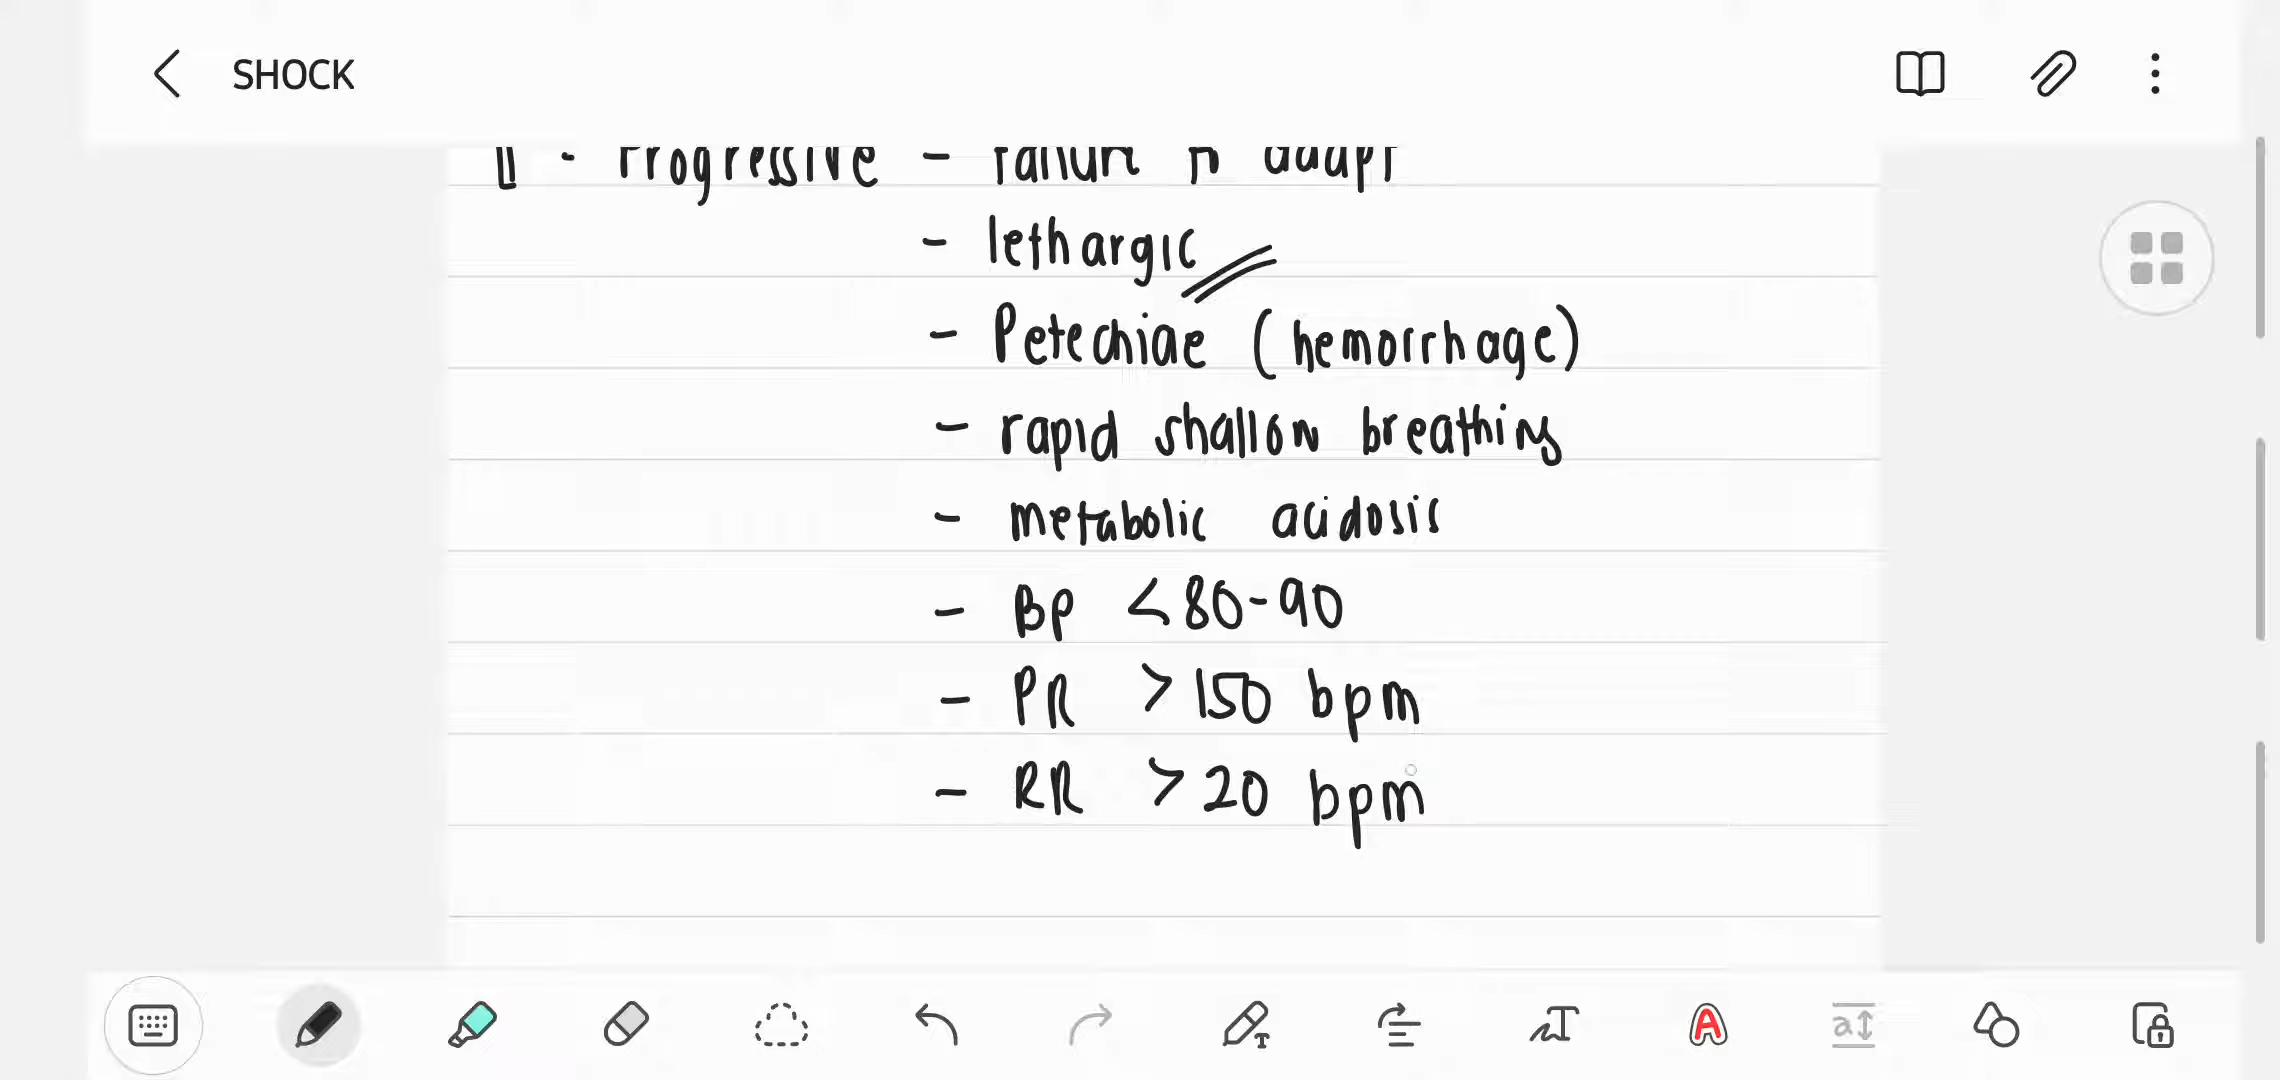 SHOCK
II - Progressive - failure to adapt
- lethargic
- Petechiae (hemorrhage)
- rapid shallow breathing
- metabolic acidosis
- BP < 80-90
- PR > 150 bpm
- RR > 20 bpm